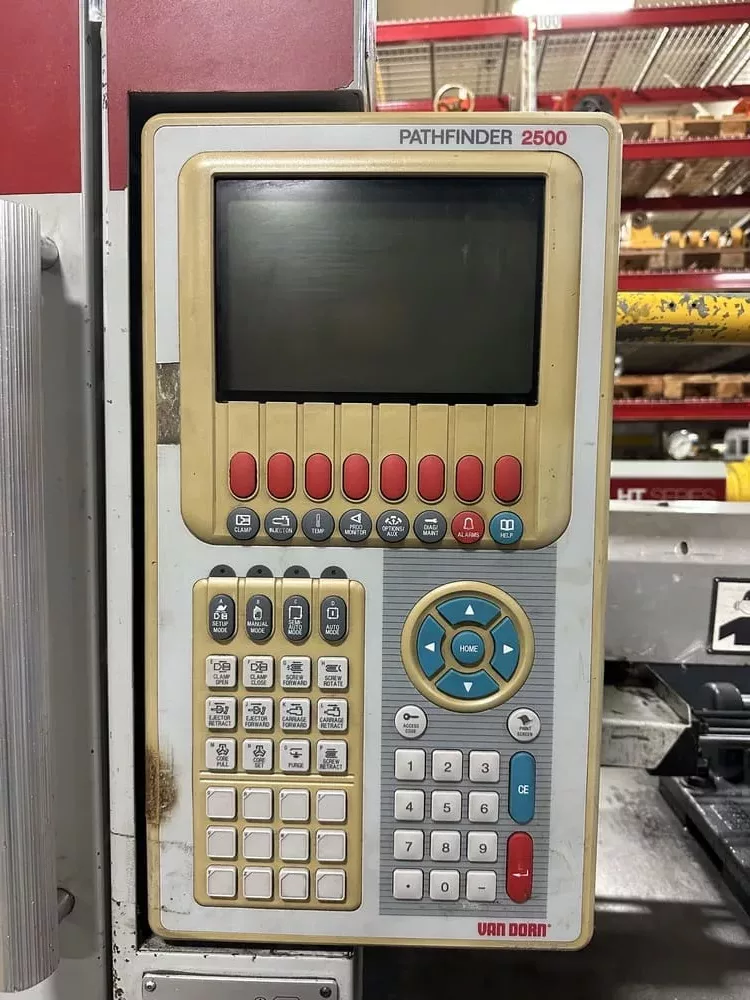 100
PATHFINDER 2500
HT SERIES
CLAMP
INJECTION
TEMP
PROC
MONITOR
OPTIONS/
AUX
DIAG/
MAINT
ALARMS
HELP
A
SETUP
MODE
B
MANUAL
MODE
C
SEMI-
AUTO
MODE
D
AUTO
MODE
CLAMP
OPEN
CLAMP
CLOSE
SCREW
FORWARD
SCREW
ROTATE
EJECTOR
RETRACT
EJECTOR
FORWARD
CARRIAGE
FORWARD
CARRIAGE
RETRACT
CORE
PULL
CORE
SET
PURGE
SCREW
RETRACT
HOME
ACCESS
CODE
PRINT
SCREEN
1 2 3
CE
4 5 6
7 8 9
. 0 -
VAN DORN